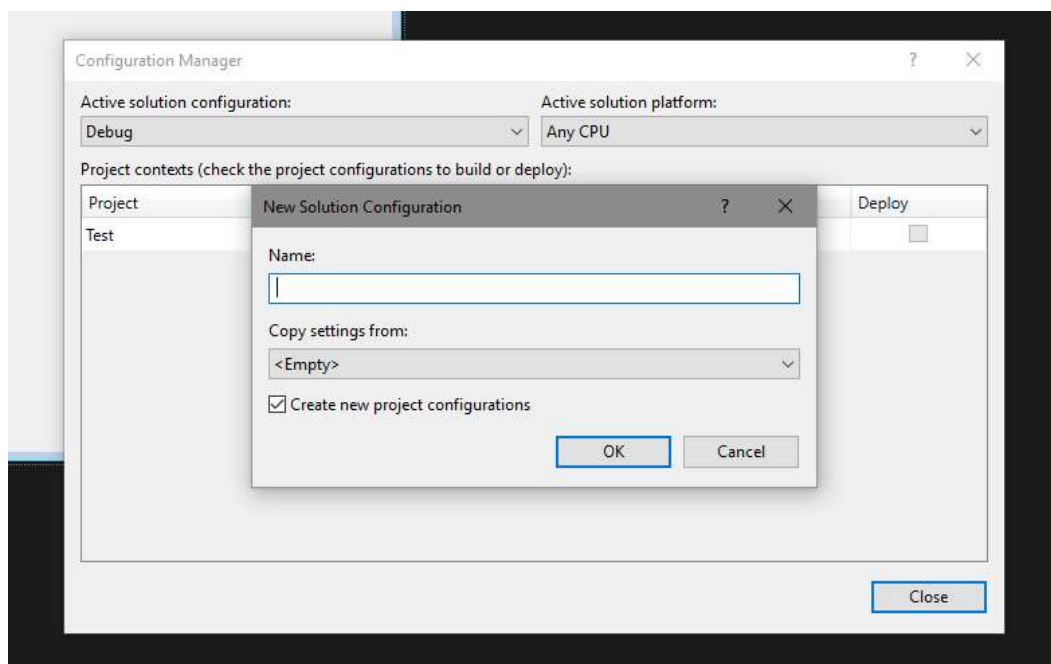 Configuration Manager ?
Active solution configuration: Active solution platform:
Debug Any CPU
Project contexts (check the project configurations to build or deploy):
Project Deploy
Test
New Solution Configuration ?
Name:
Copy settings from:
<Empty>
Create new project configurations
OK Cancel
Close